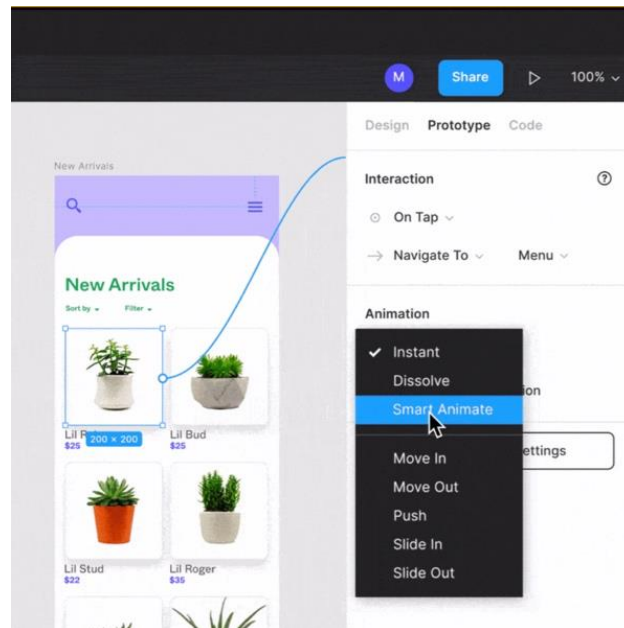 M Share 100%
Design Prototype Code
New Arrivals
Interaction
On Tap
Navigate To Menu
Animation
Instant
Dissolve
Smart Animate
ion
Move In
ettings
Move Out
Push
Slide In
Slide Out
New Arrivals
Sort by Filter
200 × 200
Lil Bud
$25 $25
Lil Stud Lil Roger
$22 $35